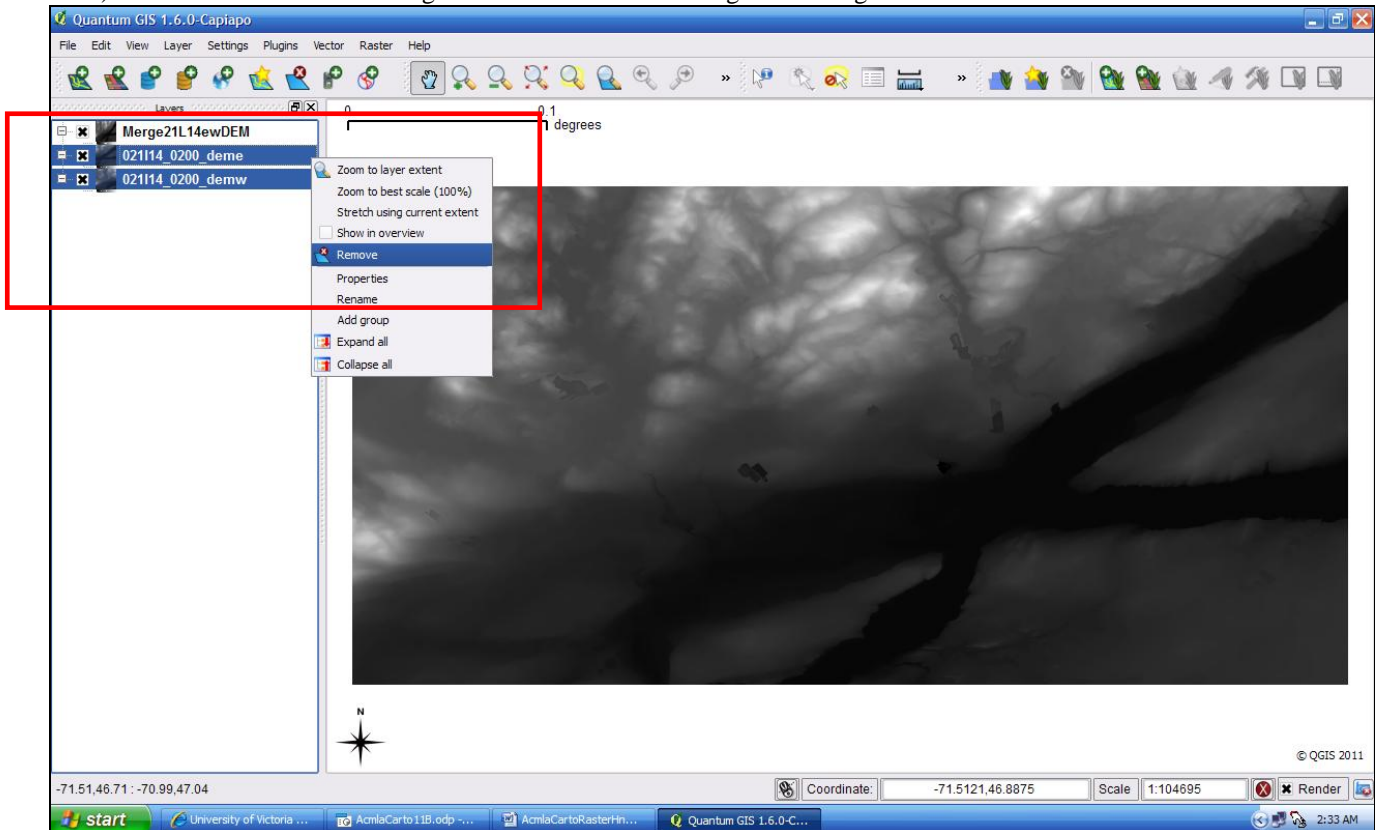 Quantum GIS 1.6.0-Capiapo
File Edit View Layer Settings Plugins Vector Raster Help
Layers
0 0.1
degrees
Merge21L14ewDEM
021l14_0200_deme
021l14_0200_demw
Zoom to layer extent
Zoom to best scale (100%)
Stretch using current extent
Show in overview
Remove
Properties
Rename
Add group
Expand all
Collapse all
N
© QGIS 2011
-71.51,46.71 : -70.99,47.04 Coordinate: -71.5121,46.8875 Scale 1:104695 Render
start University of Victoria ... AcmlaCarto11B.odp -... AcmlaCartoRasterHn... Quantum GIS 1.6.0-C... 2:33 AM